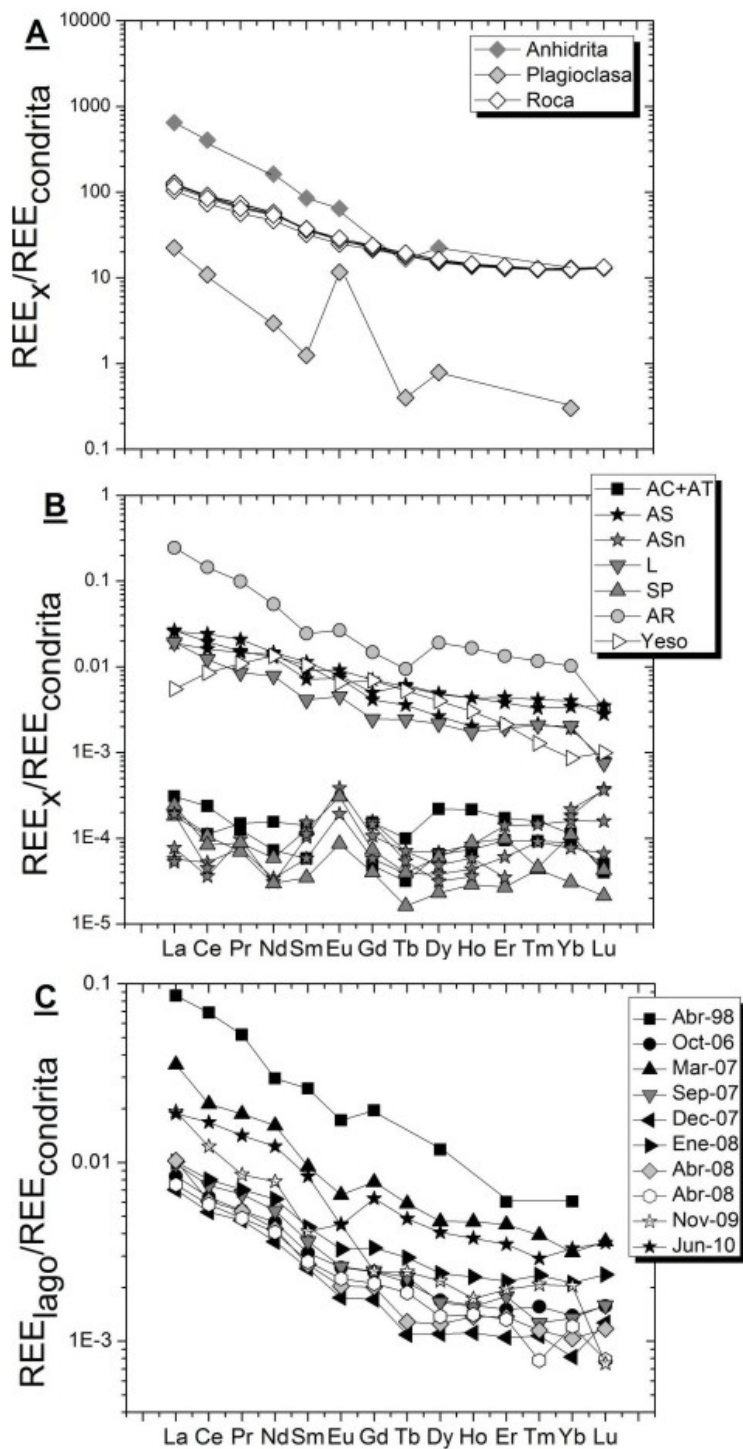 A
10000
1000
100
10
1
0.1
REEx/REEcondrita
Anhidrita
Plagioclasa
Roca
B
1
0.1
0.01
1E-3
1E-4
1E-5
REEx/REEcondrita
AC+AT
AS
ASn
L
SP
AR
Yeso
La Ce Pr Nd Sm Eu Gd Tb Dy Ho Er Tm Yb Lu
C
0.1
0.01
1E-3
REElago/REEcondrita
Abr-98
Oct-06
Mar-07
Sep-07
Dec-07
Ene-08
Abr-08
Abr-08
Nov-09
Jun-10
La Ce Pr Nd Sm Eu Gd Tb Dy Ho Er Tm Yb Lu